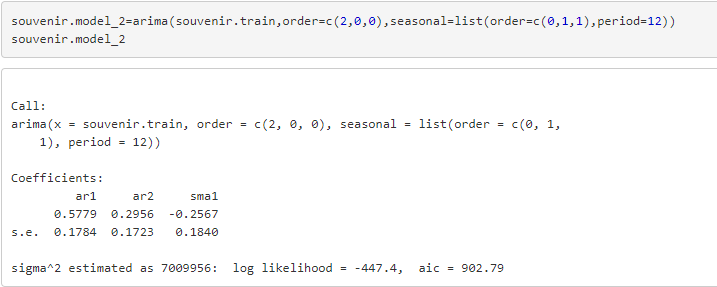 souvenir.model_2=arima(souvenir.train,order=c(2,0,0),seasonal=list(order=c(0,1,1),period=12))
souvenir.model_2
Call:
arima(x = souvenir.train, order = c(2, 0, 0), seasonal = list(order = c(0, 1,
    1), period = 12))
Coefficients:
         ar1     ar2     sma1
      0.5779  0.2956  -0.2567
s.e.  0.1784  0.1723   0.1840
sigma^2 estimated as 7009956:  log likelihood = -447.4,  aic = 902.79